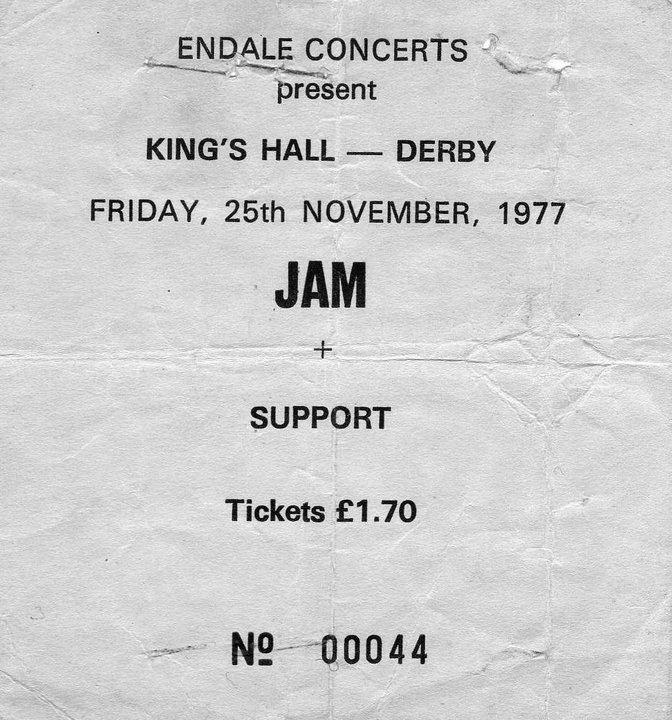 ENDALE CONCERTS
present
KING'S HALL — DERBY
FRIDAY, 25th NOVEMBER, 1977
JAM
+
SUPPORT
Tickets £1.70
Nº 00044